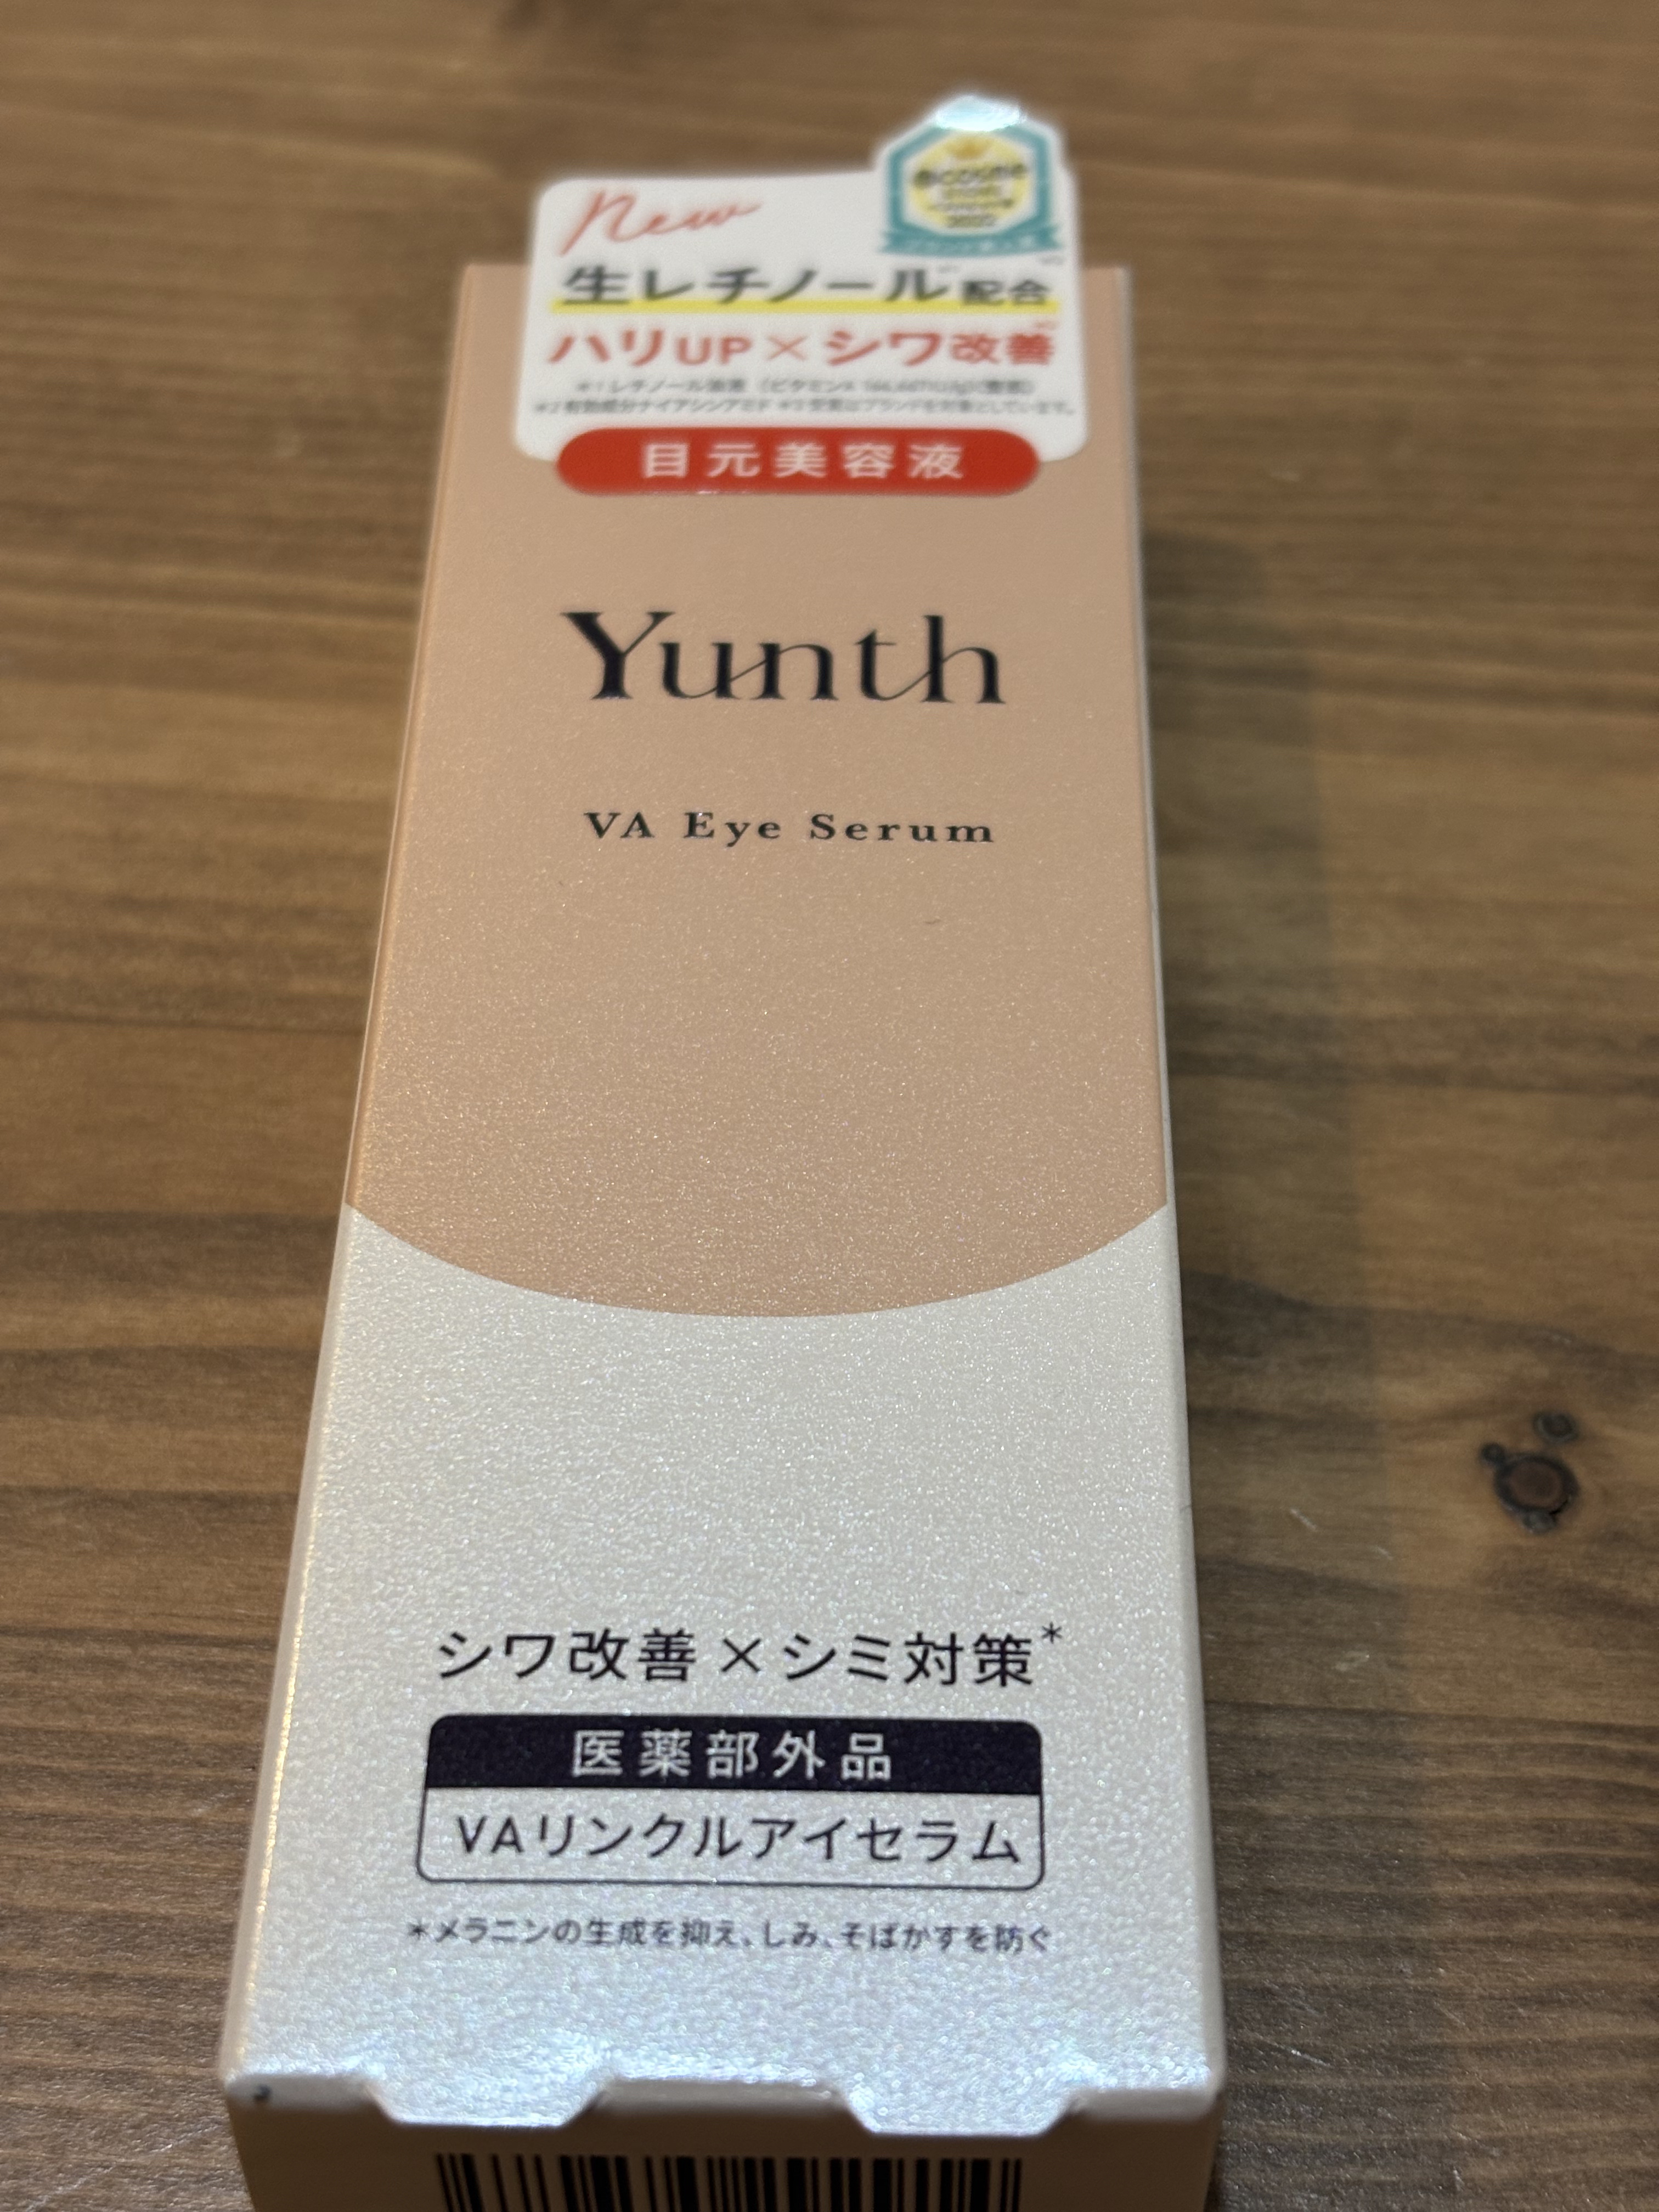 New
生レチノール 配合
ハリUP×シワ改善
目元美容液
Yunth
VA Eye Serum
シワ改善×シミ対策*
医薬部外品
VAリンクルアイセラム
*メラニンの生成を抑え、しみ、そばかすを防ぐ